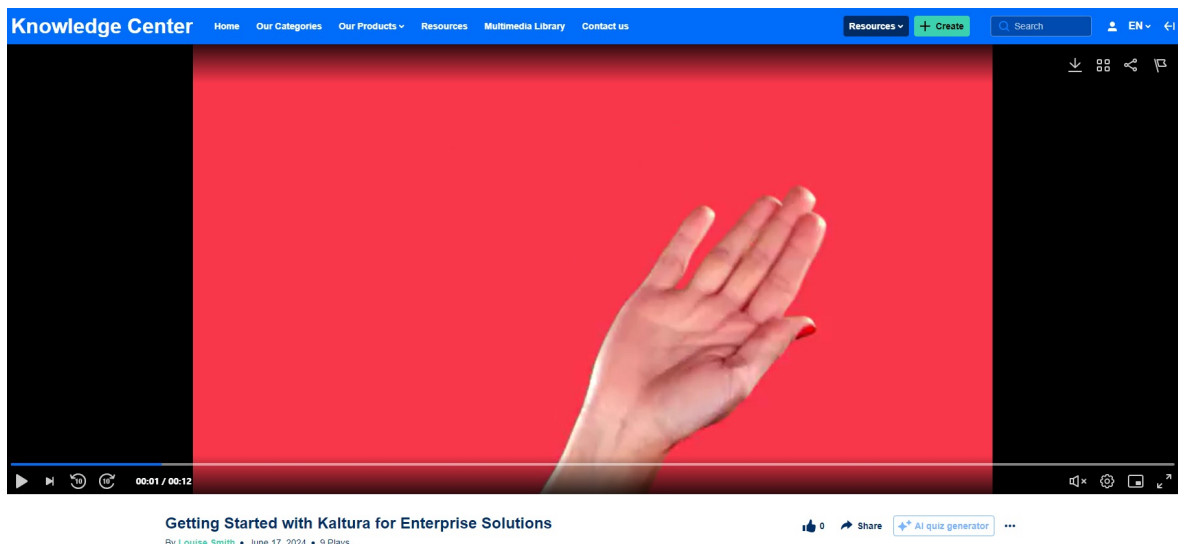 Knowledge Center Home Our Categories Our Products Resources Multimedia Library Contact us Resources + Create Search EN
10 10 00:01 / 00:12
Getting Started with Kaltura for Enterprise Solutions 0 Share AI quiz generator ...
By Louise Smith • June 17, 2024 • 9 Plays